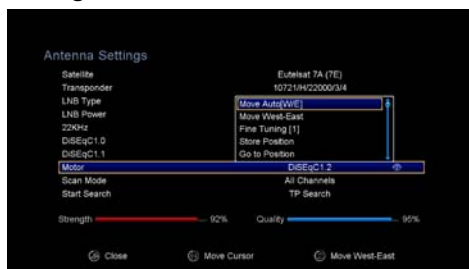 Antenna Settings
Satellite Eutelsat 7A (7E)
Transponder 10721/H/22000/3/4
LNB Type Move Auto[W/E]
LNB Power Move West-East
22KHz Fine Tuning [1]
DiSEqC1.0 Store Position
DiSEqC1.1 Go to Position
Motor DiSEqC1.2
Scan Mode All Channels
Start Search TP Search
Strength 92% Quality 95%
Close Move Cursor Move West-East